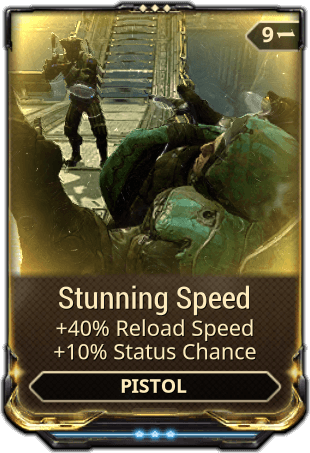 9
Stunning Speed
+40% Reload Speed
+10% Status Chance
PISTOL